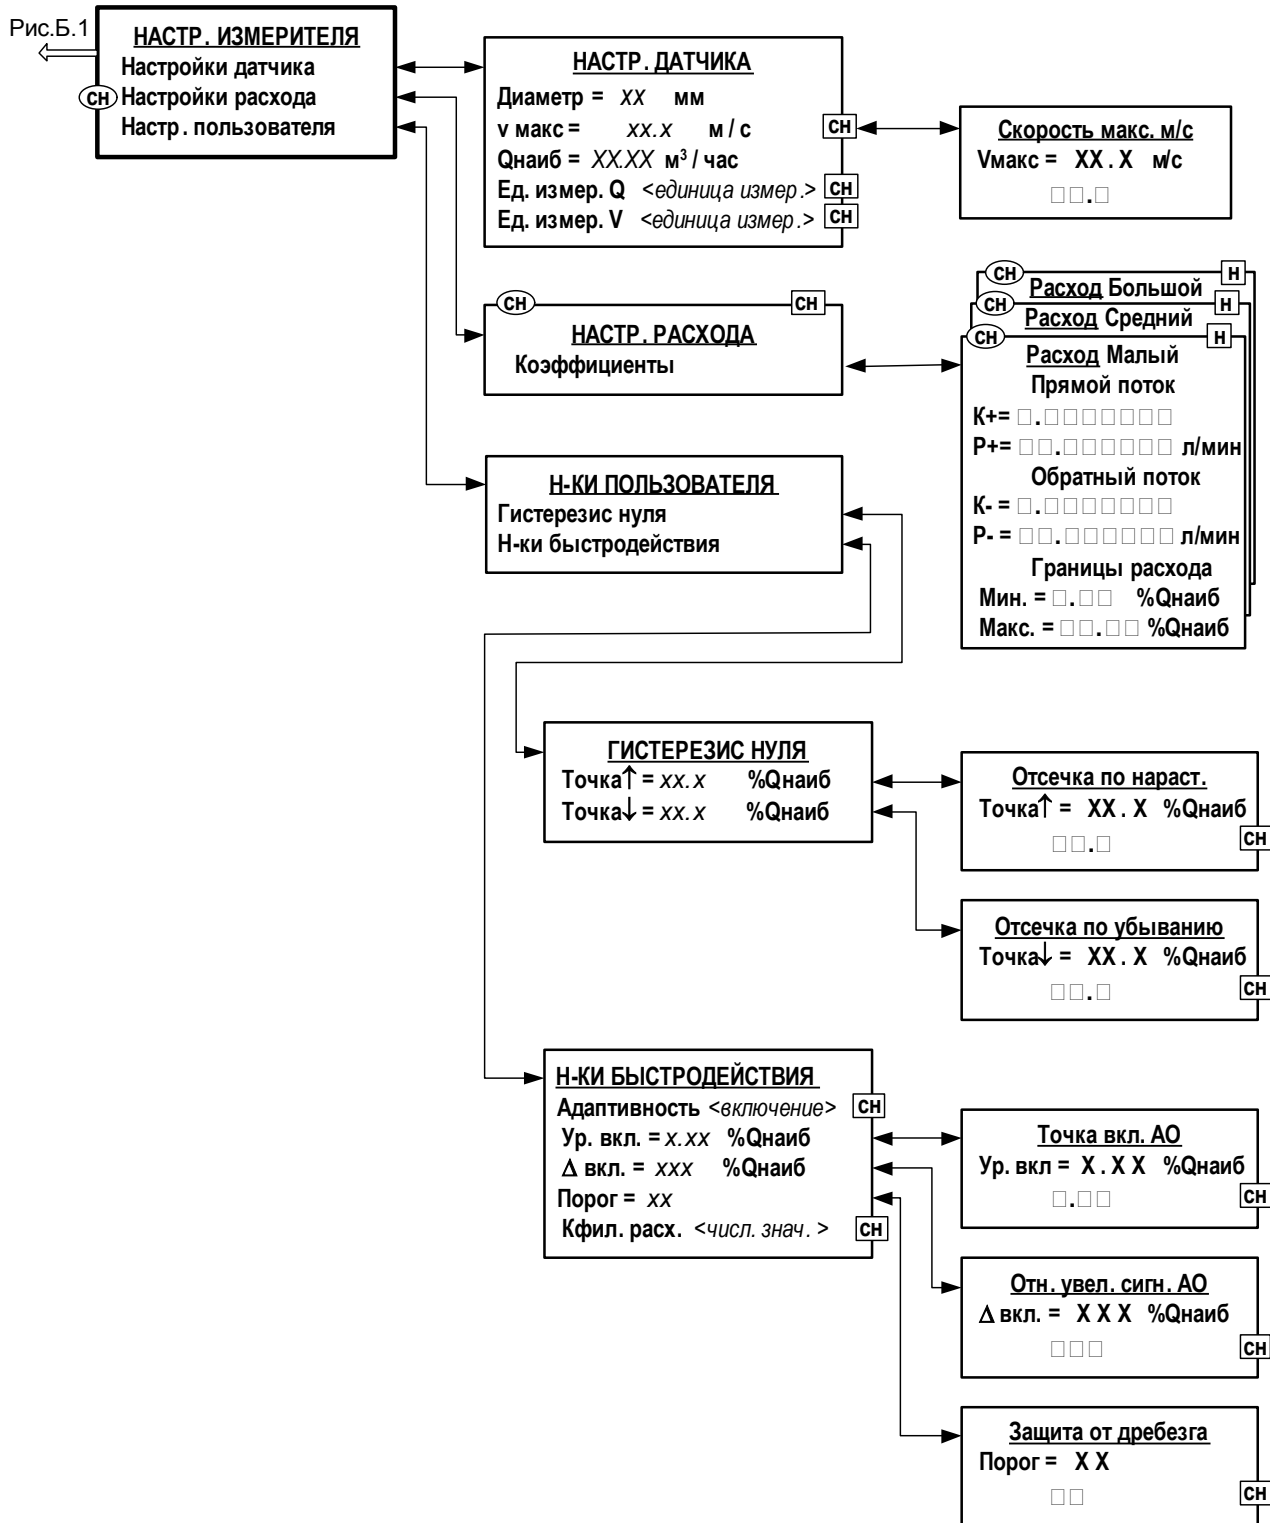 Рис.Б.1
НАСТР. ИЗМЕРИТЕЛЯ
Настройки датчика
СН Настройки расхода
Настр. пользователя
НАСТР. ДАТЧИКА
Диаметр = xx мм
v макс = xx.x м / с СН
Qнаиб = XX.XX м³ / час
Ед. измер. Q <единица измер.> СН
Ед. измер. V <единица измер.> СН
Скорость макс. м/с
Vмакс = XX . X м/с
□□.□
СН СН
НАСТР. РАСХОДА
Коэффициенты
СН Н
Расход Большой
СН Н
Расход Средний
СН Н
Расход Малый
Прямой поток
К+= □.□□□□□□□
Р+= □□.□□□□□□ л/мин
Обратный поток
К- = □.□□□□□□□
Р- = □□.□□□□□□ л/мин
Границы расхода
Мин. = □.□□ %Qнаиб
Макс. = □□.□□ %Qнаиб
Н-КИ ПОЛЬЗОВАТЕЛЯ
Гистерезис нуля
Н-ки быстродействия
ГИСТЕРЕЗИС НУЛЯ
Точка↑ = xx.x %Qнаиб
Точка↓ = xx.x %Qнаиб
Отсечка по нараст.
Точка↑ = XX . X %Qнаиб
□□.□ СН
Отсечка по убыванию
Точка↓ = XX . X %Qнаиб
□□.□ СН
Н-КИ БЫСТРОДЕЙСТВИЯ
Адаптивность <включение> СН
Ур. вкл. = x.xx %Qнаиб
Δ вкл. = xxx %Qнаиб
Порог = xx
Кфил. расх. <числ. знач. > СН
Точка вкл. АО
Ур. вкл = X . X X %Qнаиб
□.□□ СН
Отн. увел. сигн. АО
Δ вкл. = X X X %Qнаиб
□□□ СН
Защита от дребезга
Порог = X X
□□ СН